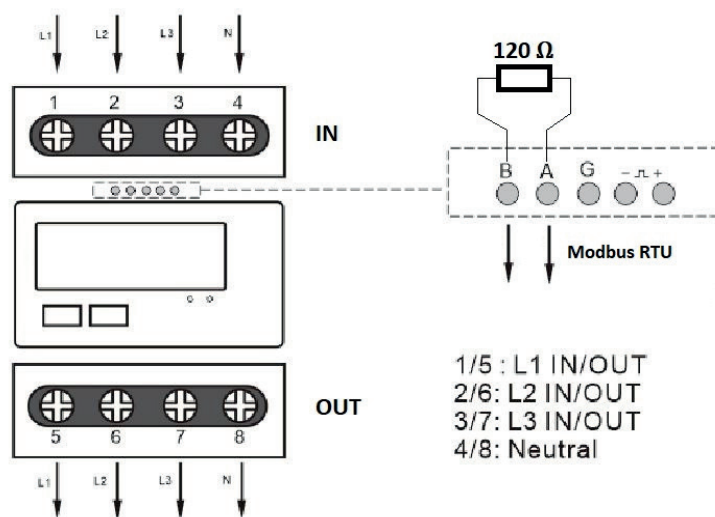 L1 L2 L3 N
1 2 3 4
IN
120 Ω
B A G - +
Modbus RTU
1/5 : L1 IN/OUT
2/6: L2 IN/OUT
3/7: L3 IN/OUT
4/8: Neutral
OUT
5 6 7 8
L1 L2 L3 N